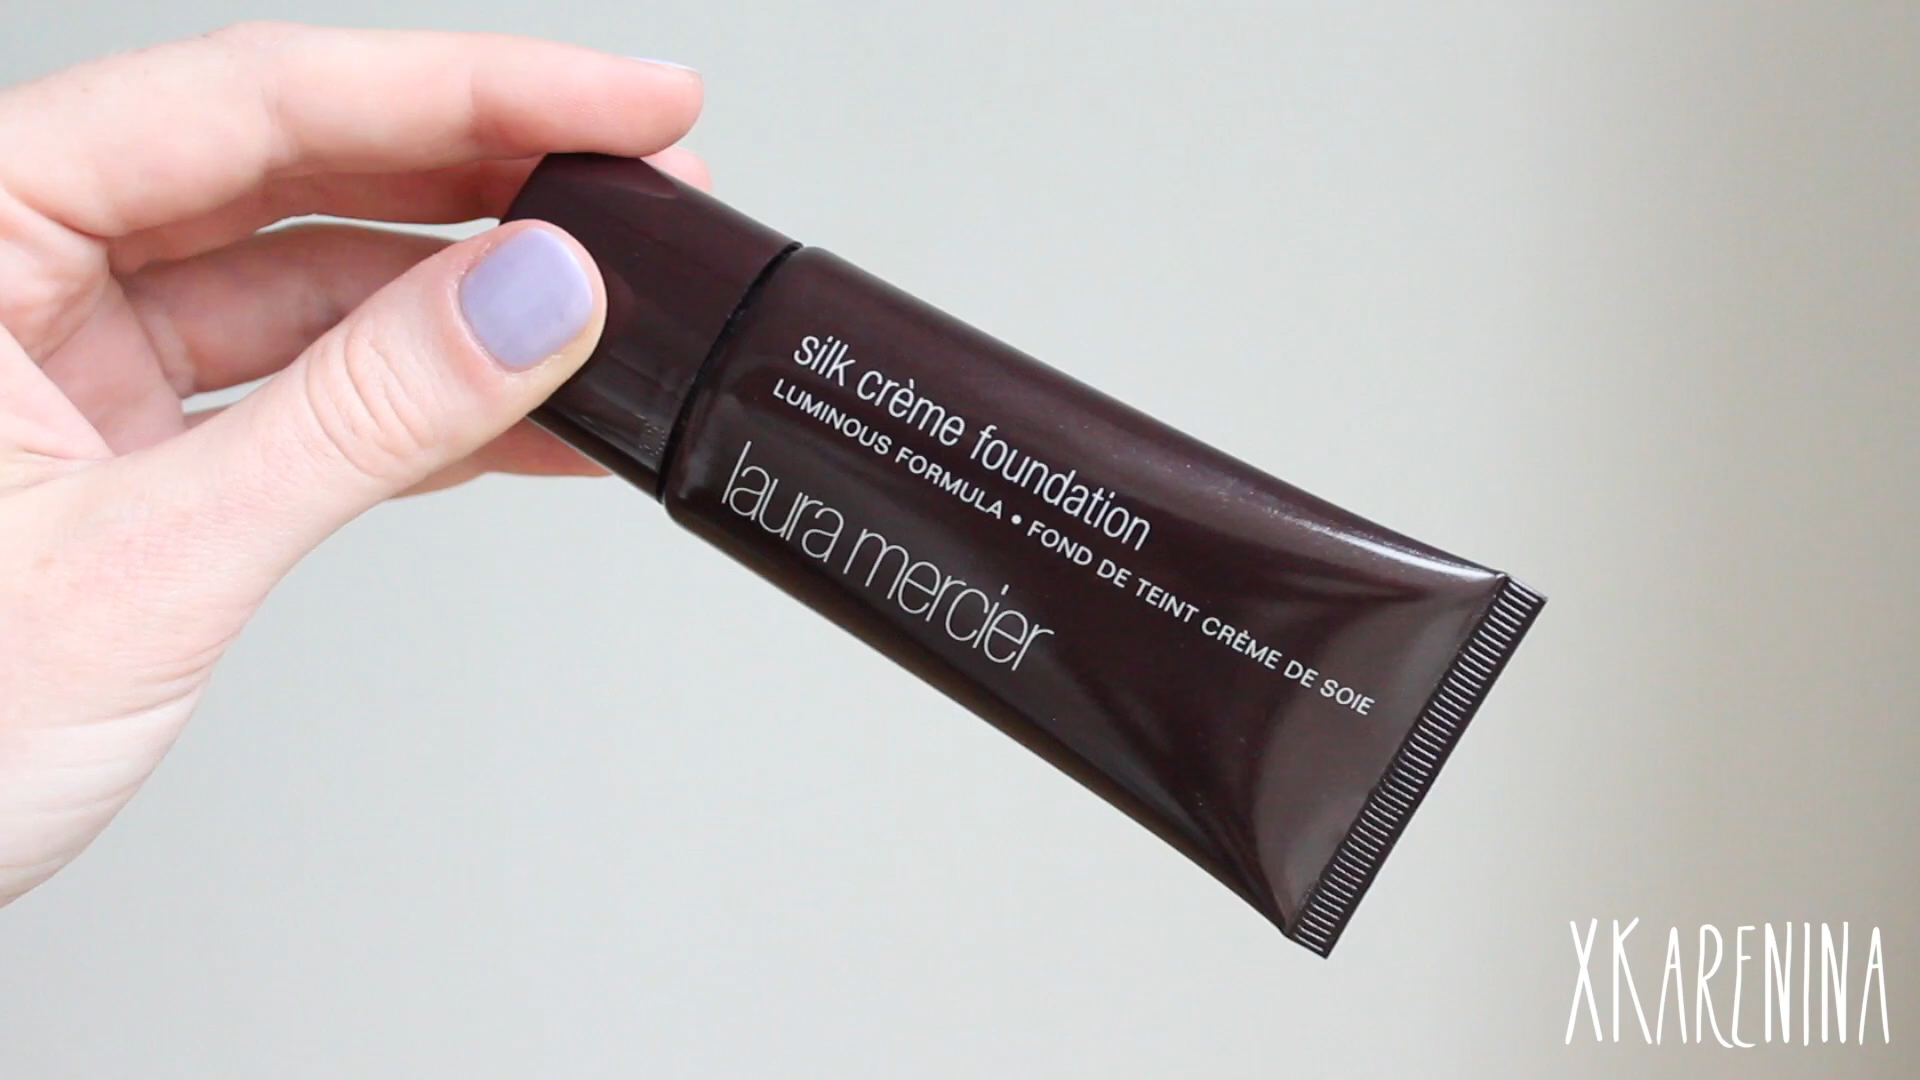 silk crème foundation
LUMINOUS FORMULA • FOND DE TEINT CRÈME DE SOIE
laura mercier
XKARENINA